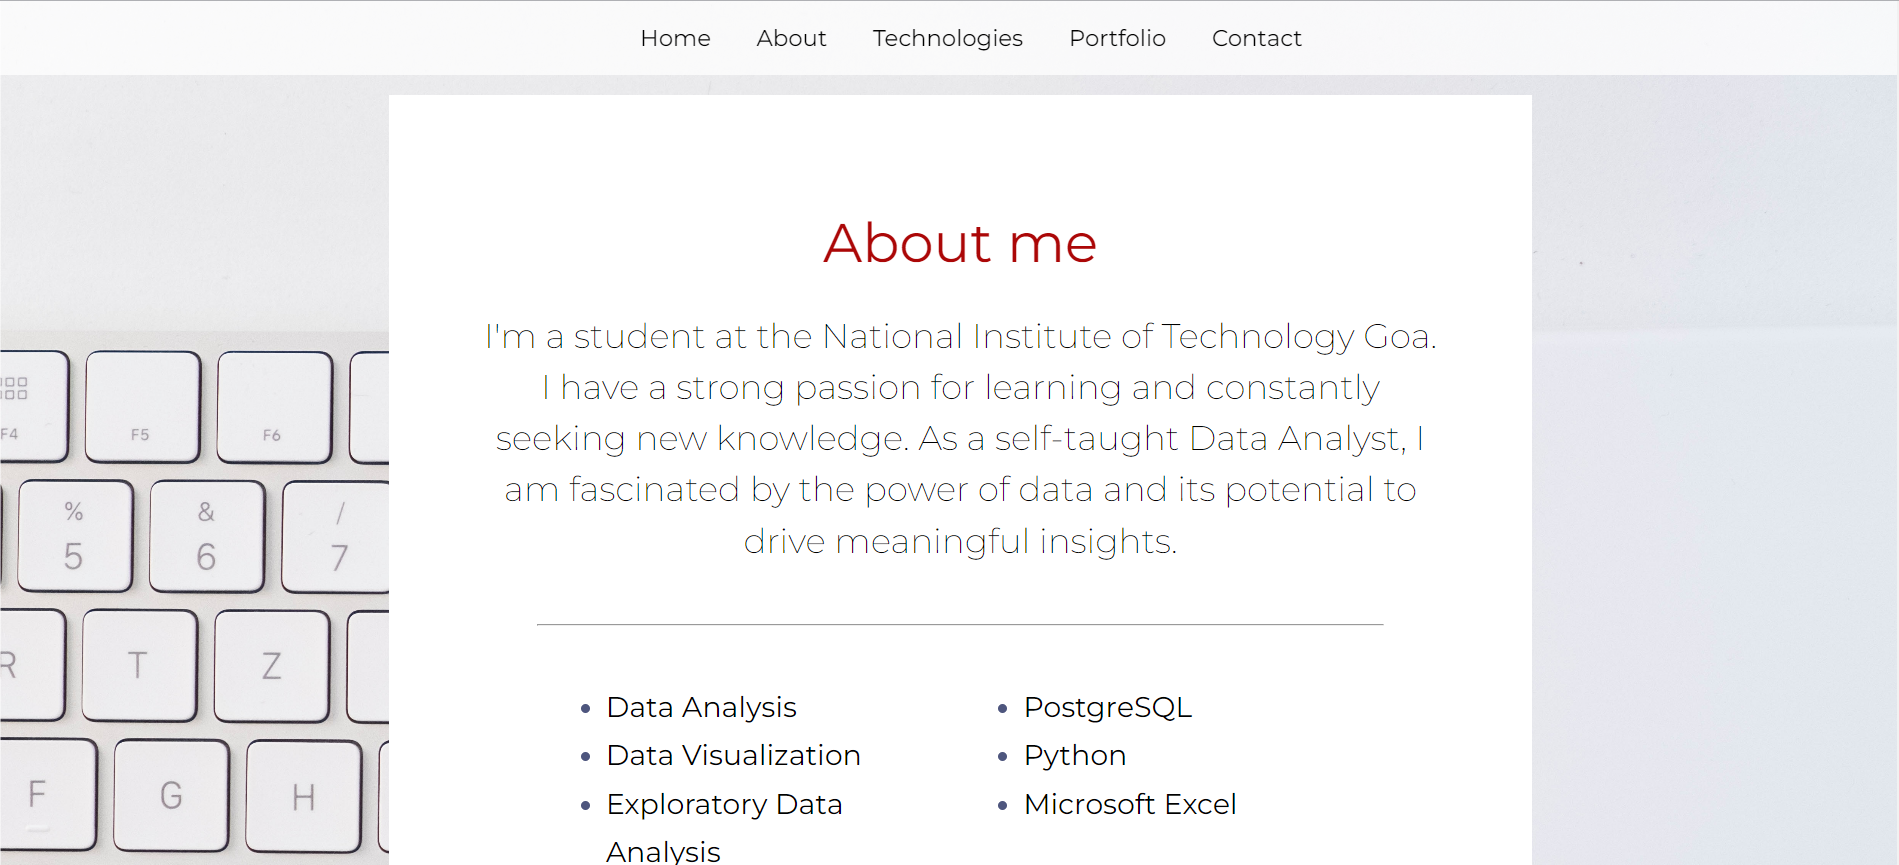 Home About Technologies Portfolio Contact
About me
I'm a student at the National Institute of Technology Goa.
I have a strong passion for learning and constantly
seeking new knowledge. As a self-taught Data Analyst, I
am fascinated by the power of data and its potential to
drive meaningful insights.
F4 F5 F6
% & /
5 6 7
R T Z
F G H
Data Analysis
Data Visualization
Exploratory Data
Analysis
PostgreSQL
Python
Microsoft Excel